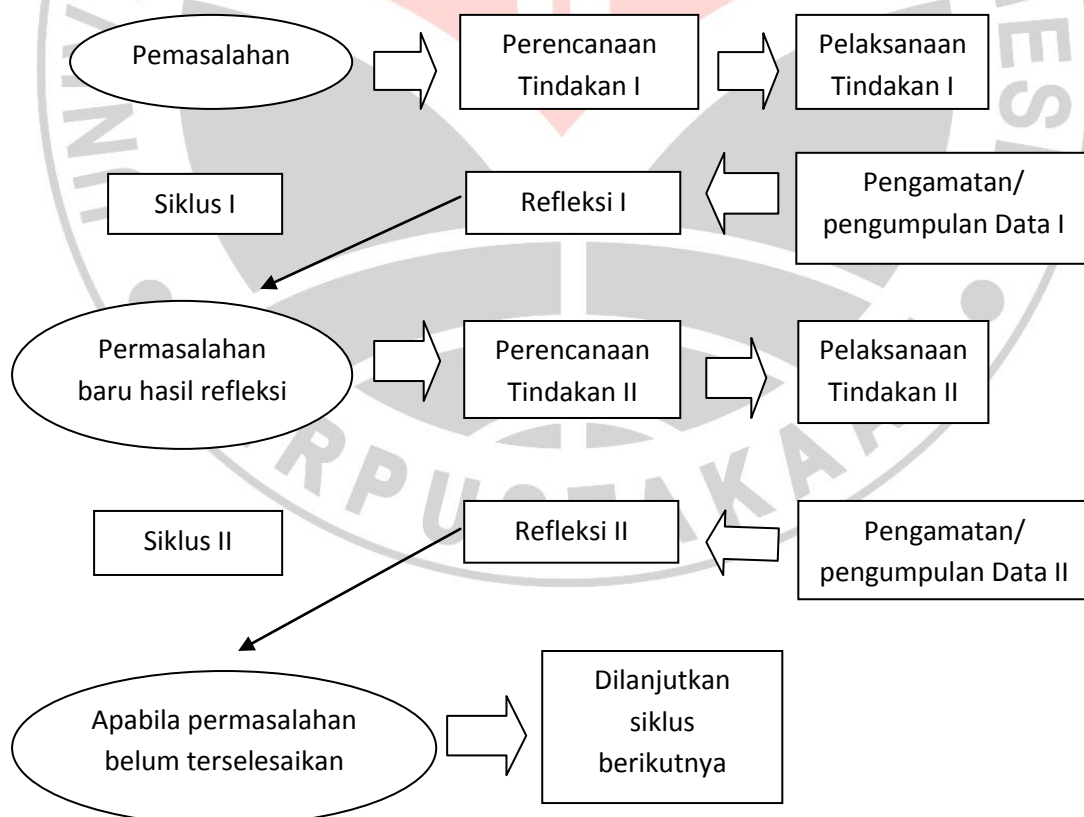 Pemasalahan
Perencanaan
Tindakan I
Pelaksanaan
Tindakan I
Siklus I
Refleksi I
Pengamatan/
pengumpulan Data I
Permasalahan
baru hasil refleksi
Perencanaan
Tindakan II
Pelaksanaan
Tindakan II
Siklus II
Refleksi II
Pengamatan/
pengumpulan Data II
Apabila permasalahan
belum terselesaikan
Dilanjutkan
siklus
berikutnya